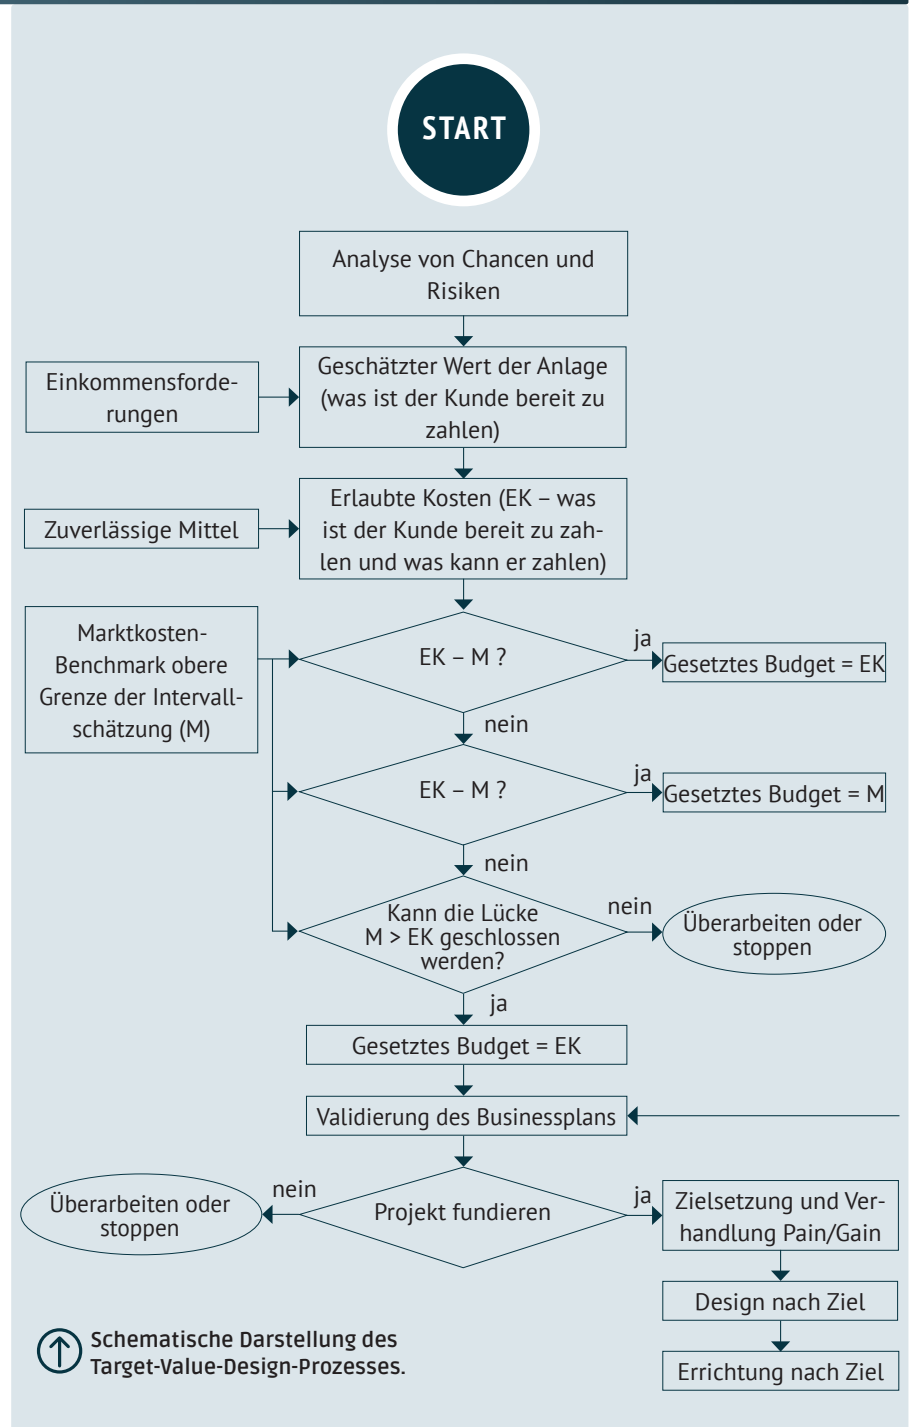 START
Analyse von Chancen und
Risiken
Einkommensforde-
rungen
Geschätzter Wert der Anlage
(was ist der Kunde bereit zu
zahlen)
Zuverlässige Mittel
Erlaubte Kosten (EK – was
ist der Kunde bereit zu zah-
len und was kann er zahlen)
Marktkosten-
Benchmark obere
Grenze der Intervall-
schätzung (M)
EK – M ?
ja
Gesetztes Budget = EK
nein
EK – M ?
ja
Gesetztes Budget = M
nein
Kann die Lücke
M > EK geschlossen
werden?
nein
Überarbeiten oder
stoppen
ja
Gesetztes Budget = EK
Validierung des Businessplans
Überarbeiten oder
stoppen
nein
Projekt fundieren
ja
Zielsetzung und Ver-
handlung Pain/Gain
Design nach Ziel
Errichtung nach Ziel
Schematische Darstellung des
Target-Value-Design-Prozesses.